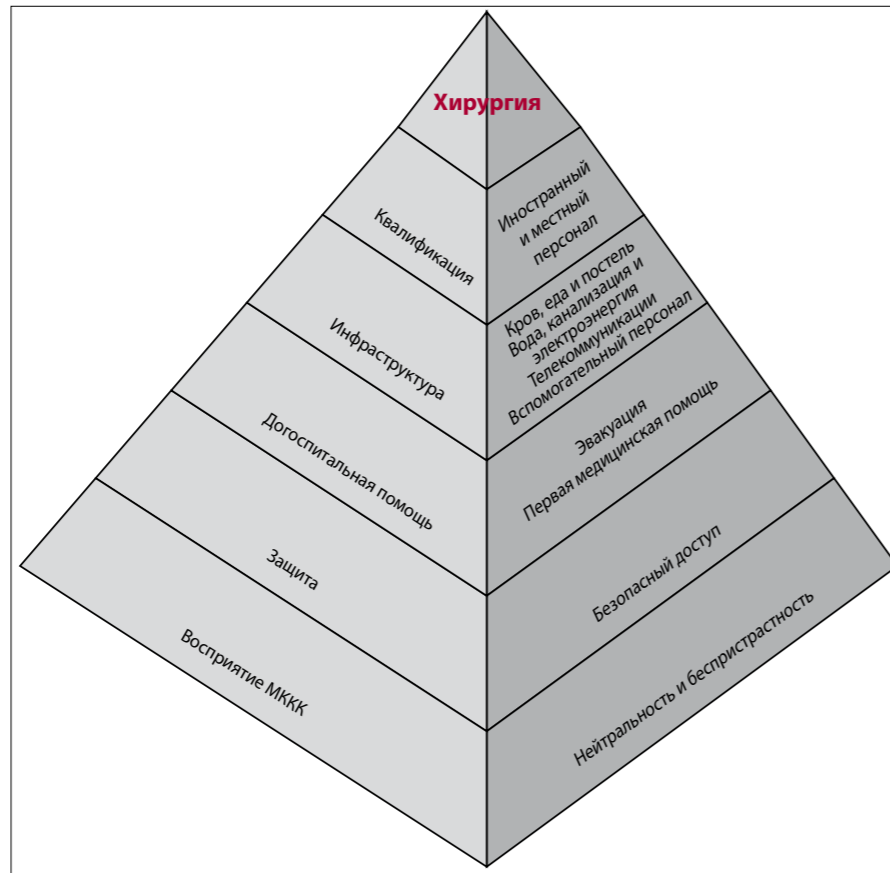 Хирургия
Квалификация
Иностранный
и местный
персонал
Инфраструктура
Кров, еда и постель
Вода, канализация и
электроэнергия
Телекоммуникации
Вспомогательный персонал
Догоспитальная помощь
Эвакуация
Первая медицинская помощь
Защита
Безопасный доступ
Восприятие МККК
Нейтральность и беспристрастность